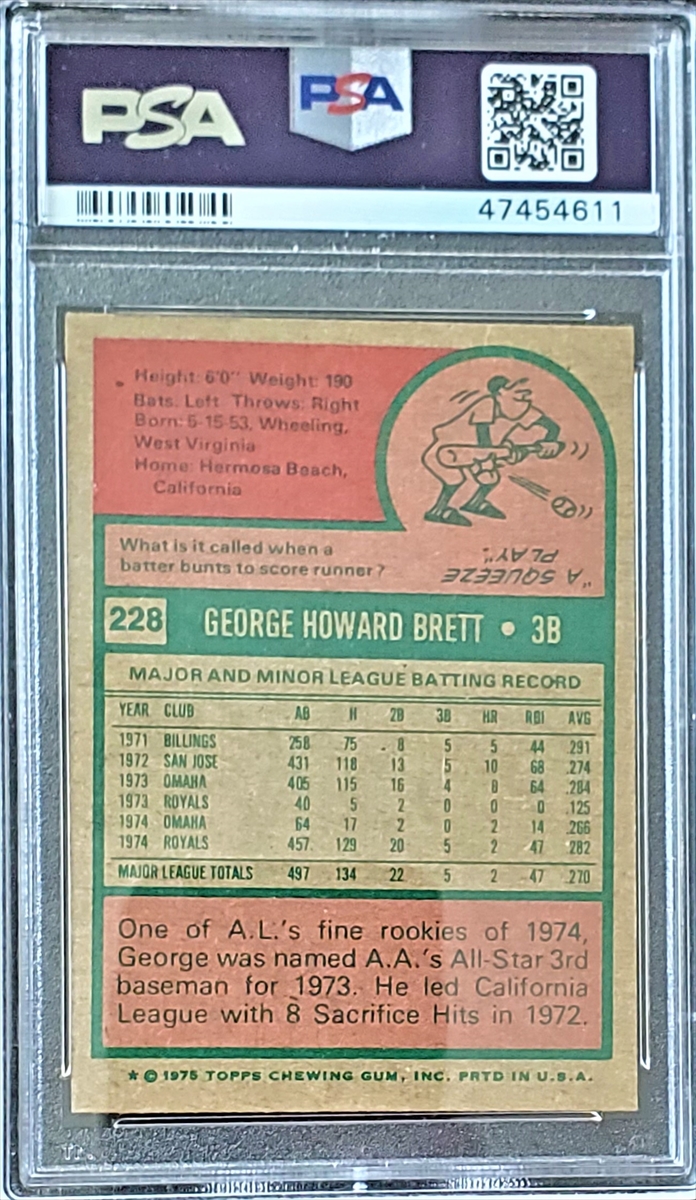 PSA
PSA
47454611
Height: 6'0" Weight: 190
Bats: Left Throws: Right
Born: 5-15-53, Wheeling,
West Virginia
Home: Hermosa Beach,
California
What is it called when a
batter bunts to score runner?
"A SQUEEZE
PLAY."
228 GEORGE HOWARD BRETT • 3B
MAJOR AND MINOR LEAGUE BATTING RECORD
YEAR CLUB AB H 2B 3B HR RBI AVG
1971 BILLINGS 258 75 8 5 5 44 .291
1972 SAN JOSE 431 118 13 5 10 68 .274
1973 OMAHA 405 115 16 4 8 64 .284
1973 ROYALS 40 5 2 0 0 0 .125
1974 OMAHA 64 17 2 0 2 14 .266
1974 ROYALS 457 129 20 5 2 47 .282
MAJOR LEAGUE TOTALS 497 134 22 5 2 47 .270
One of A.L.'s fine rookies of 1974,
George was named A.A.'s All-Star 3rd
baseman for 1973. He led California
League with 8 Sacrifice Hits in 1972.
* © 1975 TOPPS CHEWING GUM, INC. PRTD IN U.S.A.